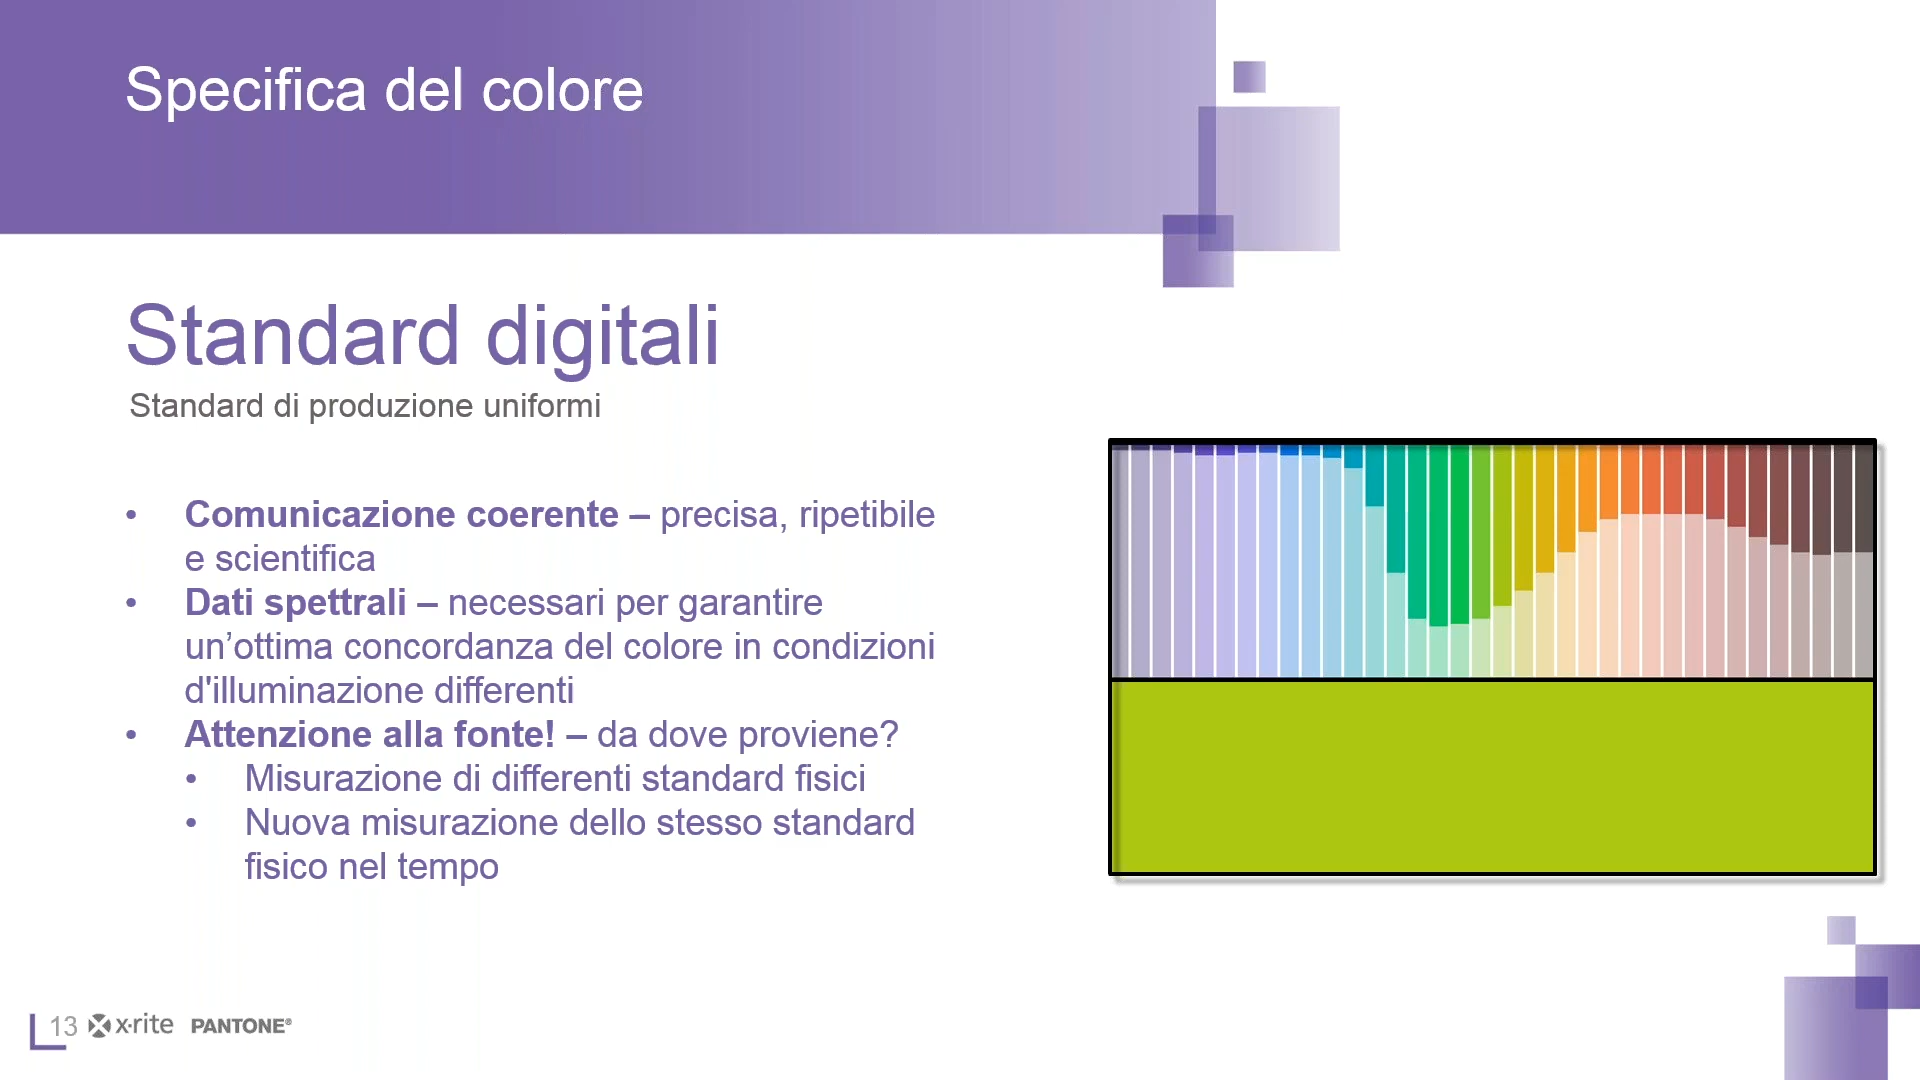 Specifica del colore
Standard digitali
Standard di produzione uniformi
• Comunicazione coerente – precisa, ripetibile
e scientifica
• Dati spettrali – necessari per garantire
un’ottima concordanza del colore in condizioni
d'illuminazione differenti
• Attenzione alla fonte! – da dove proviene?
• Misurazione di differenti standard fisici
• Nuova misurazione dello stesso standard
fisico nel tempo
13 x·rite PANTONE®